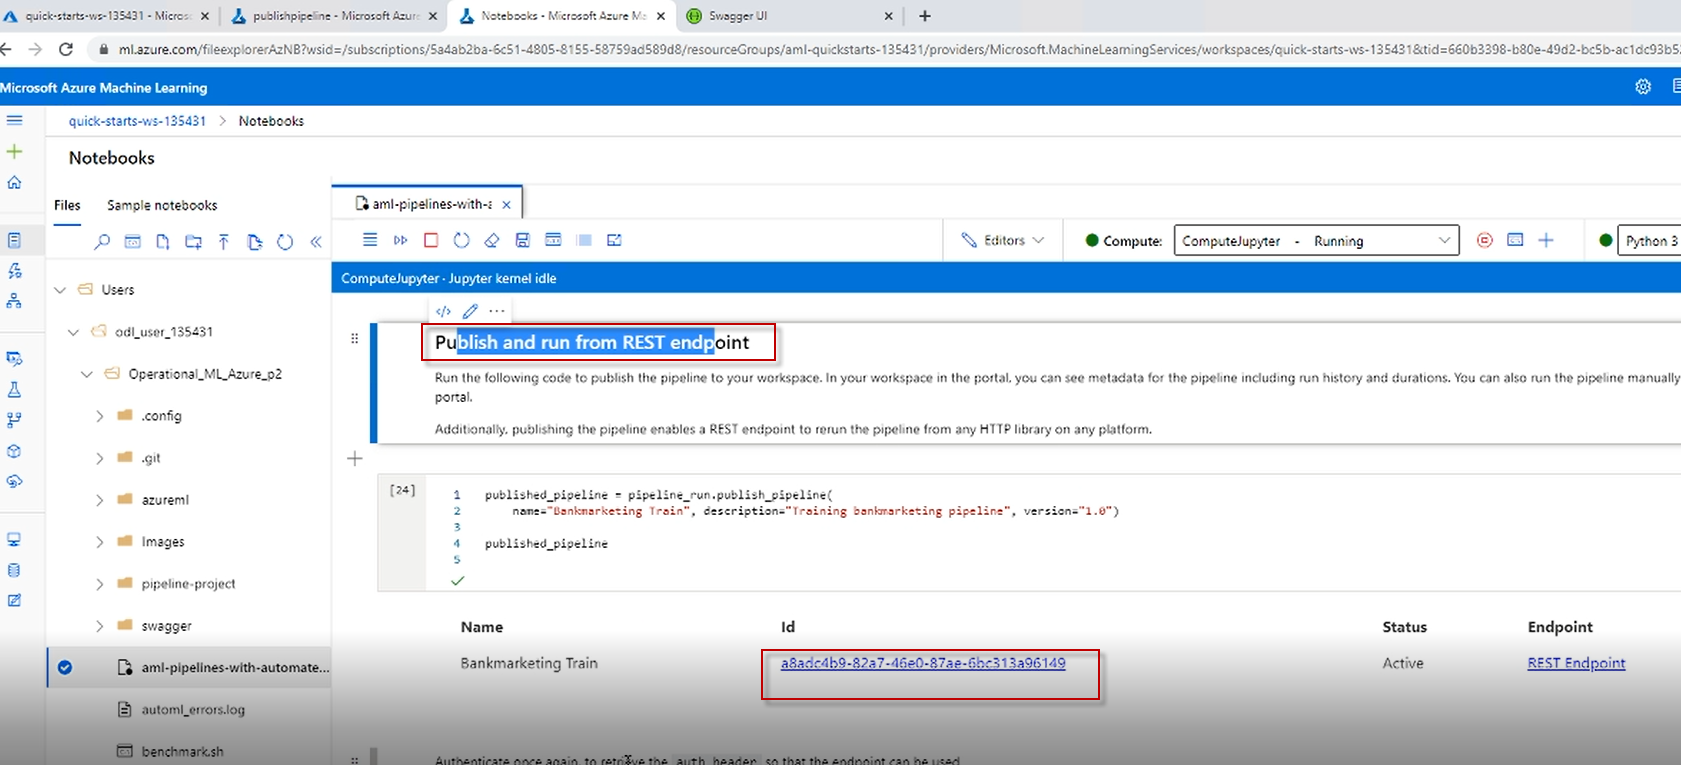 quick-starts-ws-135431 - Micros
publishpipeline - Microsoft Azure
Notebooks - Microsoft Azure Ma
Swagger UI
ml.azure.com/fileexplorerAzNB?wsid=/subscriptions/5a4ab2ba-6c51-4805-8155-58759ad589d8/resourceGroups/aml-quickstarts-135431/providers/Microsoft.MachineLearningServices/workspaces/quick-starts-ws-135431&tid=660b3398-b80e-49d2-bc5b-ac1dc93b5
Microsoft Azure Machine Learning
quick-starts-ws-135431 > Notebooks
Notebooks
Files
Sample notebooks
aml-pipelines-with-a
Editors
Compute:
ComputeJupyter - Running
Python 3
ComputeJupyter · Jupyter kernel idle
Users
odl_user_135431
Operational_ML_Azure_p2
.config
.git
azureml
Images
pipeline-project
swagger
aml-pipelines-with-automate...
automl_errors.log
benchmark.sh
Publish and run from REST endpoint
Run the following code to publish the pipeline to your workspace. In your workspace in the portal, you can see metadata for the pipeline including run history and durations. You can also run the pipeline manually
portal.
Additionally, publishing the pipeline enables a REST endpoint to rerun the pipeline from any HTTP library on any platform.
[24]
1 published_pipeline = pipeline_run.publish_pipeline(
2 name="Bankmarketing Train", description="Training bankmarketing pipeline", version="1.0")
3
4 published_pipeline
5
Name Id Status Endpoint
Bankmarketing Train a8adc4b9-82a7-46e0-87ae-6bc313a96149 Active REST Endpoint
Authenticate once again, to retrieve the auth_header so that the endpoint can be used